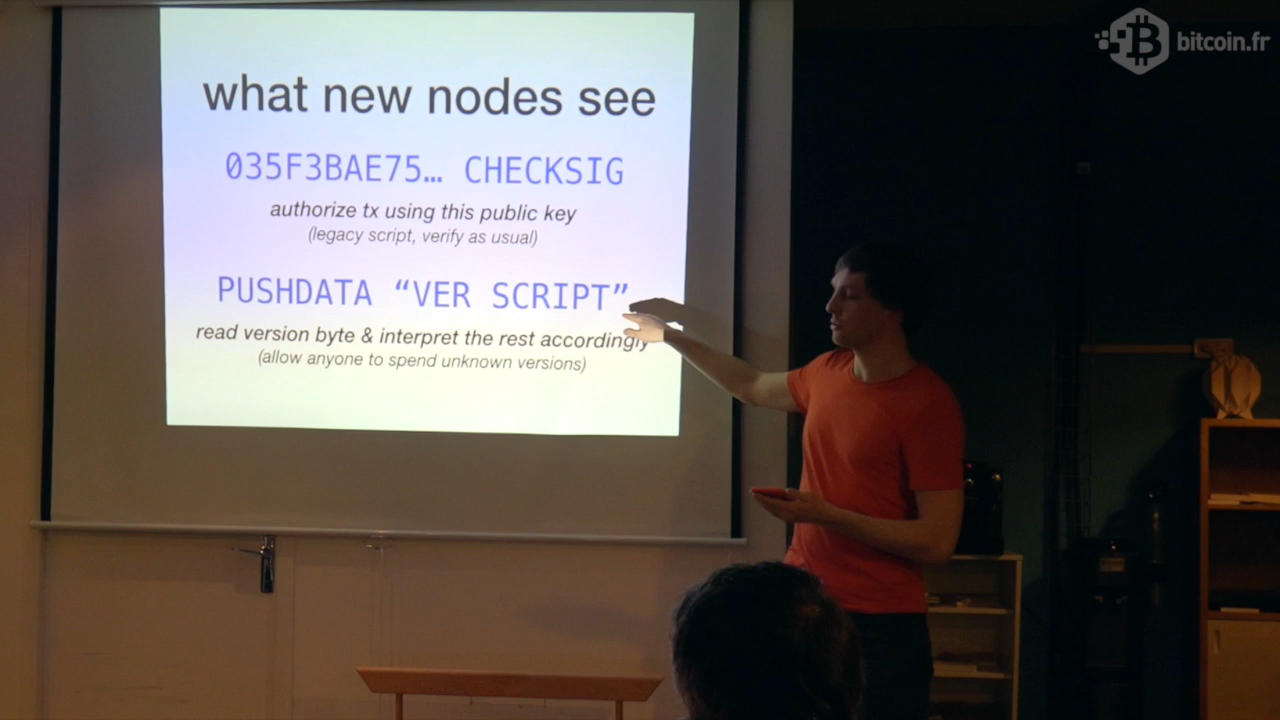 bitcoin.fr
what new nodes see
035F3BAE75… CHECKSIG
authorize tx using this public key
(legacy script, verify as usual)
PUSHDATA “VER SCRIPT”
read version byte & interpret the rest accordingly
(allow anyone to spend unknown versions)